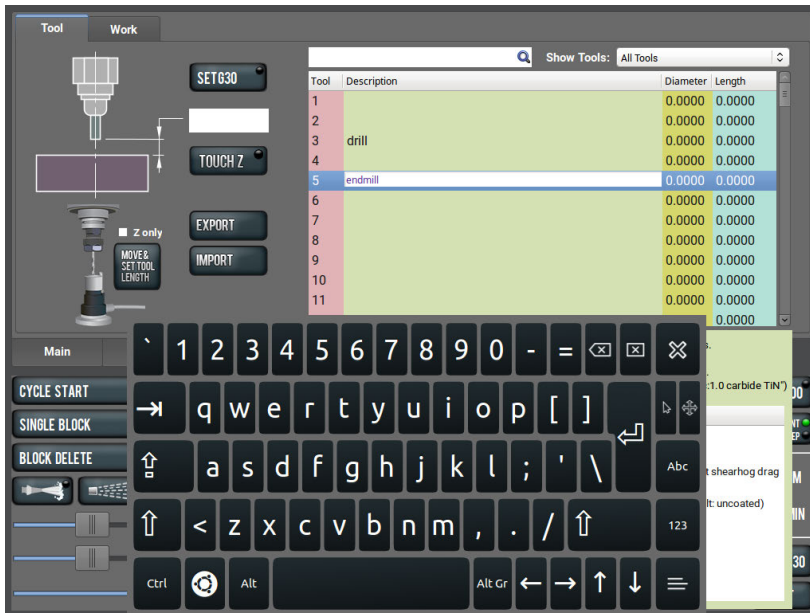 Tool Work
Show Tools: All Tools
SET G30
Tool Description Diameter Length
1 0.0000 0.0000
2 0.0000 0.0000
3 drill 0.0000 0.0000
TOUCH Z
4 0.0000 0.0000
5 endmill 0.0000 0.0000
6 0.0000 0.0000
EXPORT
7 0.0000 0.0000
Z only
8 0.0000 0.0000
MOVE &
SET TOOL
LENGTH
IMPORT
9 0.0000 0.0000
10 0.0000 0.0000
11 0.0000 0.0000
0.0000 0.0000
Main
` 1 2 3 4 5 6 7 8 9 0 - =
s.
CYCLE START
:1.0 carbide TiN")
q w e r t y u i o p [ ]
SINGLE BLOCK
BLOCK DELETE
a s d f g h j k l ; ' \ Abc
t shearhog drag
lt: uncoated)
< z x c v b n m , . / 123
Ctrl Alt Alt Gr ← → ↑ ↓
30